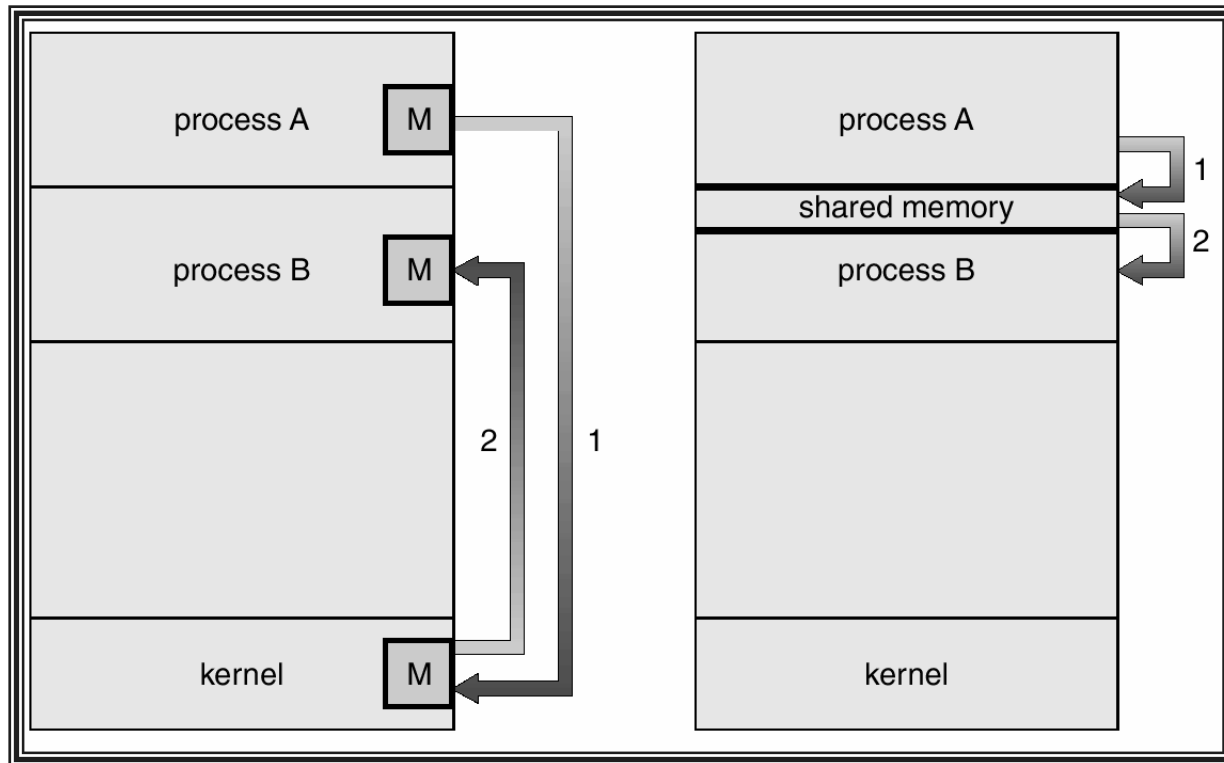 process A
M
process B
M
2
1
kernel
M
process A
1
shared memory
2
process B
kernel